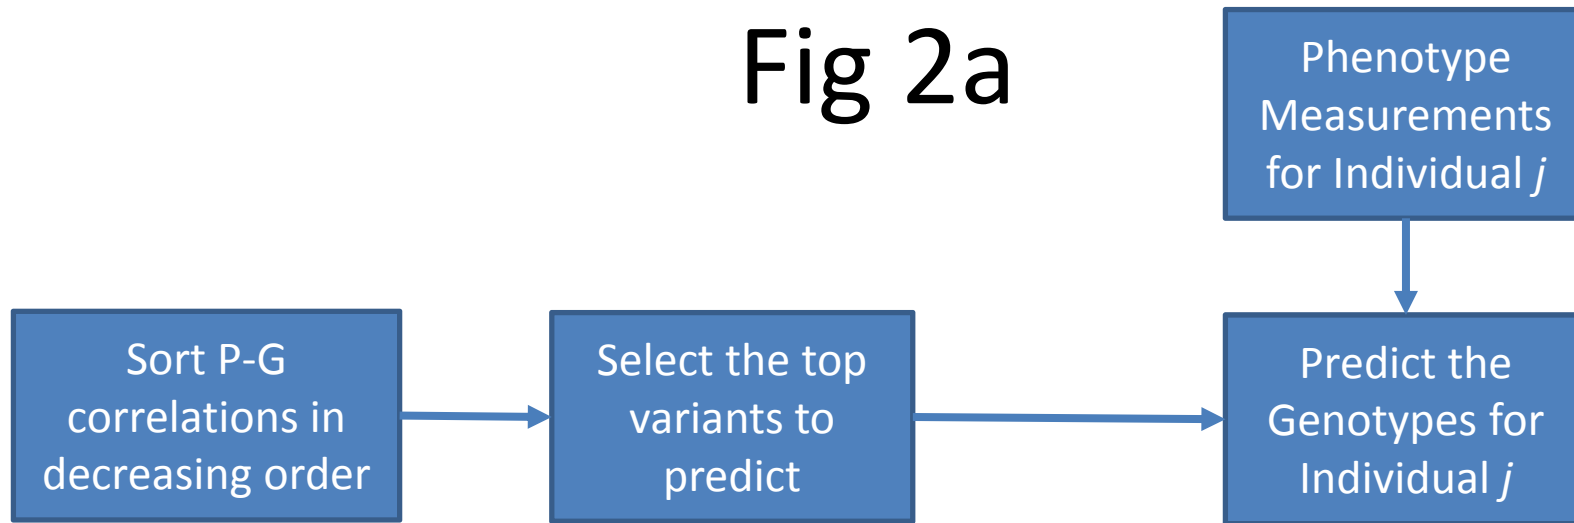 Fig 2a
Phenotype
Measurements
for Individual j
Sort P-G
correlations in
decreasing order
Select the top
variants to
predict
Predict the
Genotypes for
Individual j